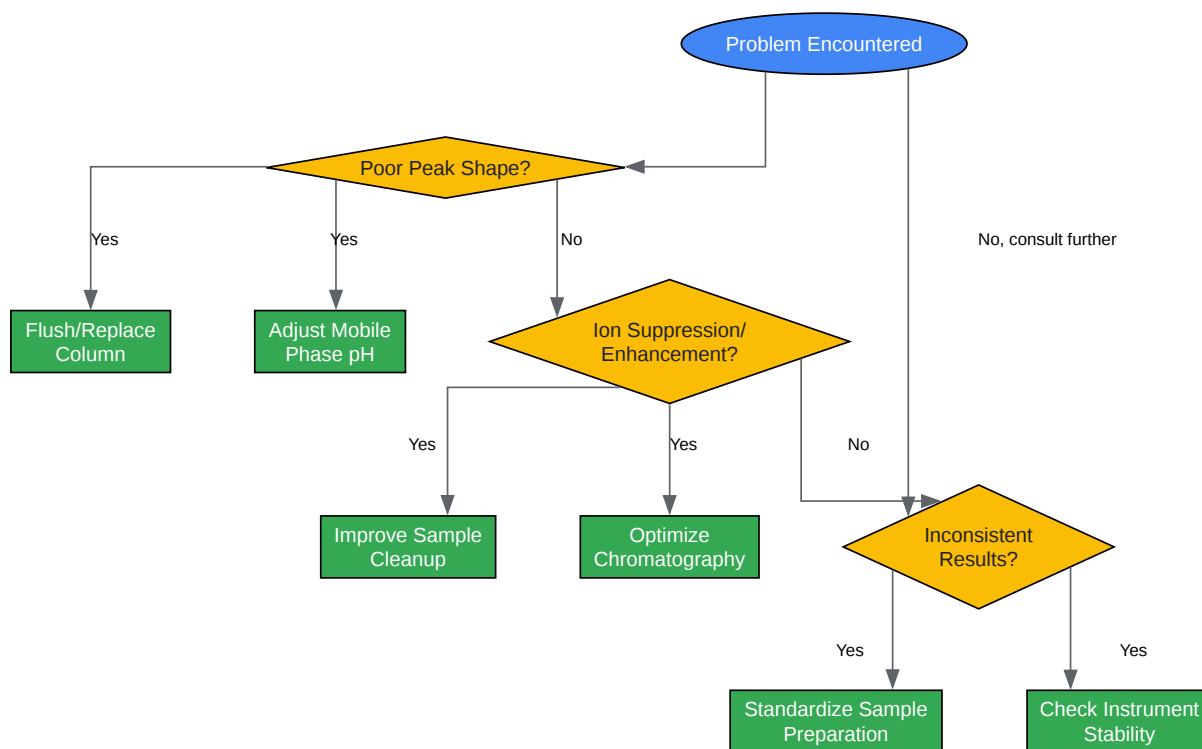 Problem Encountered
Poor Peak Shape?
Yes
Yes
No
No, consult further
Flush/Replace
Column
Adjust Mobile
Phase pH
Ion Suppression/
Enhancement?
Yes
Yes
No
Improve Sample
Cleanup
Optimize
Chromatography
Inconsistent
Results?
Yes
Yes
Standardize Sample
Preparation
Check Instrument
Stability